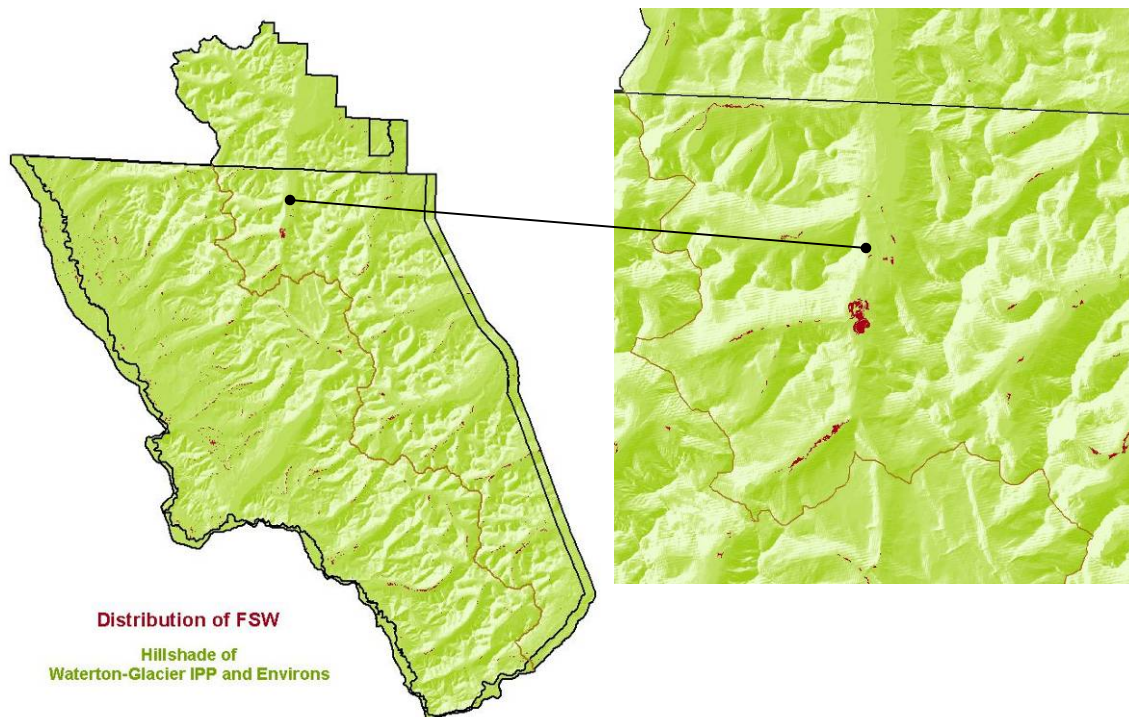 Distribution of FSW
Hillshade of
Waterton-Glacier IPP and Environs